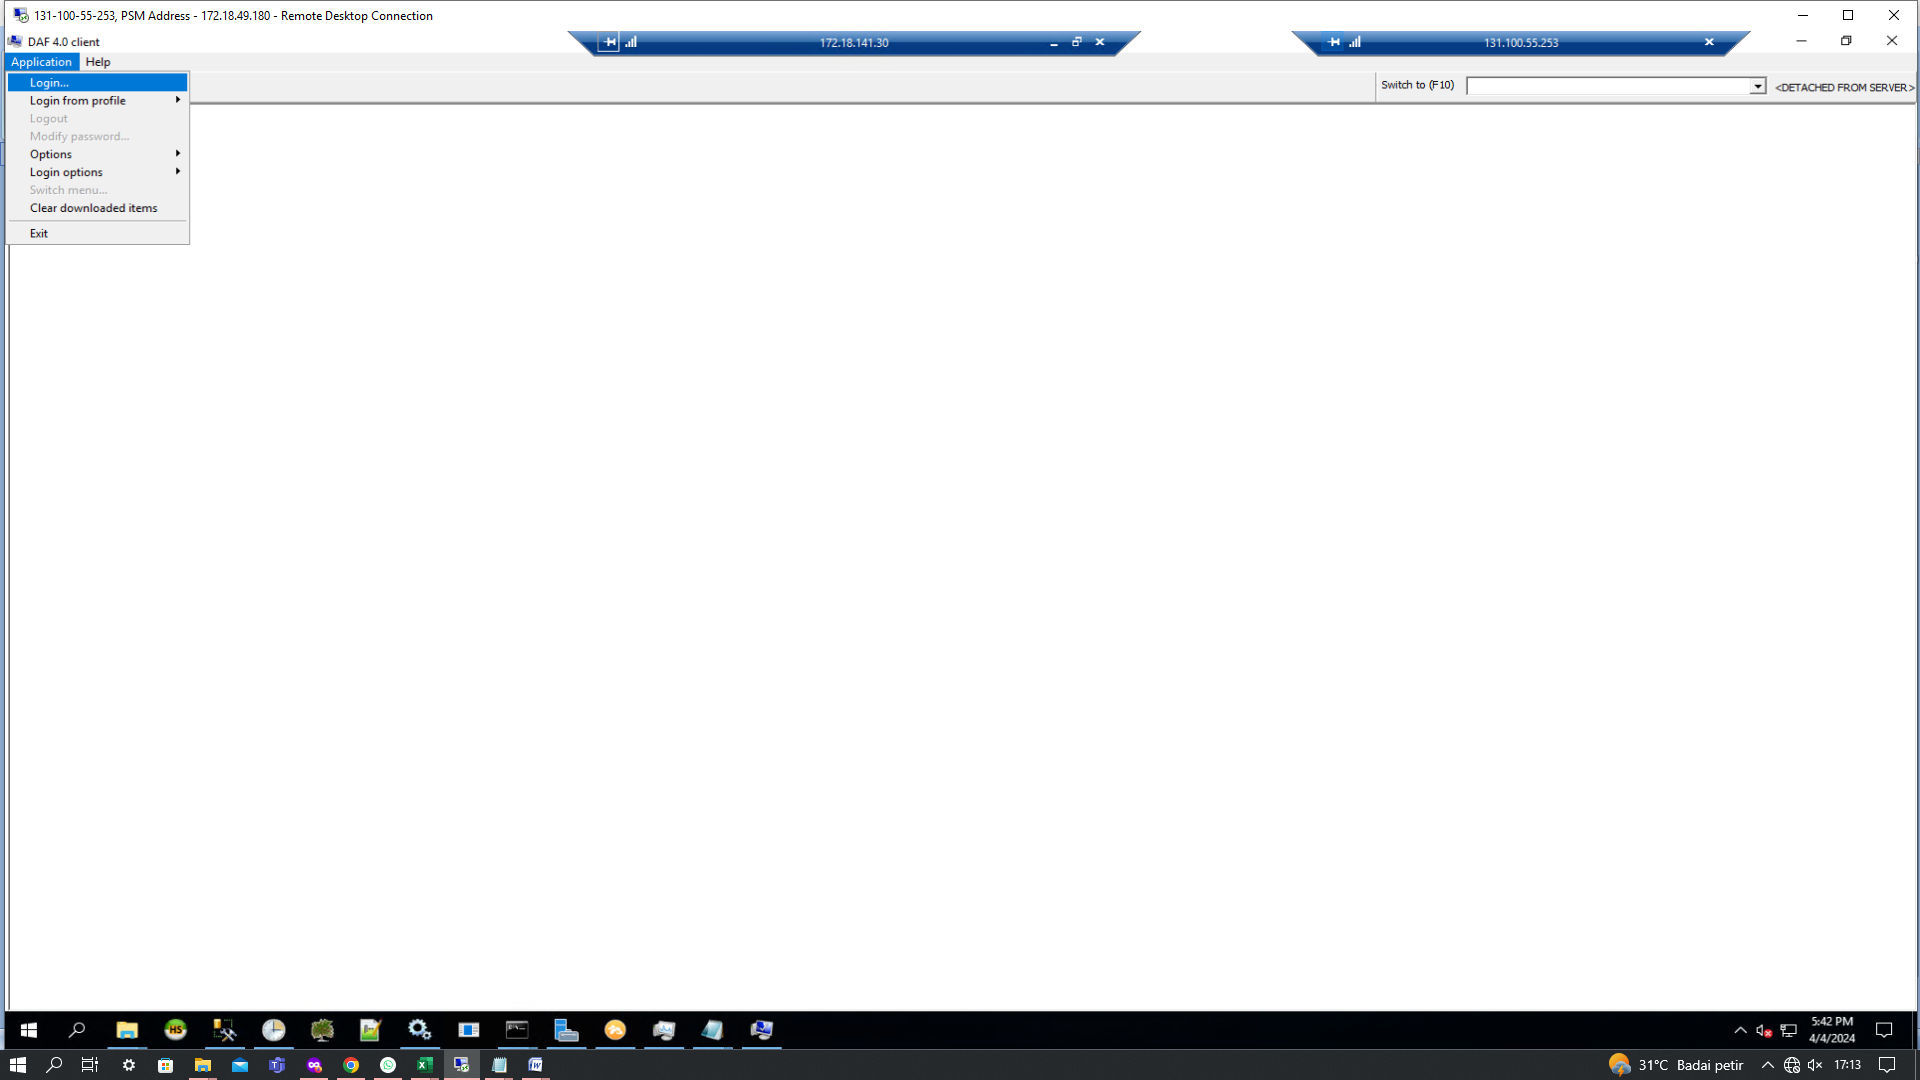 131-100-55-253, PSM Address - 172.18.49.180 - Remote Desktop Connection
DAF 4.0 client
172.18.141.30
131.100.55.253
Application Help
Login...
Login from profile
Logout
Modify password...
Options
Login options
Switch menu...
Clear downloaded items
Exit
Switch to (F10)
<DETACHED FROM SERVER>
HS
5:42 PM
4/4/2024
31°C Badai petir
17:13